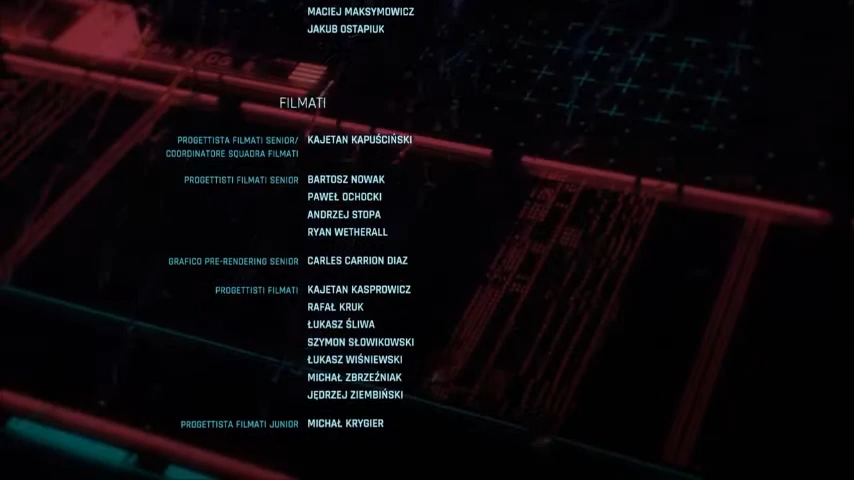 MACIEJ MAKSYMOWICZ
JAKUB OSTAPIUK
FILMATI
PROGETTISTA FILMATI SENIOR/ KAJETAN KAPUŚCIŃSKI
COORDINATORE SQUADRA FILMATI
PROGETTISTI FILMATI SENIOR BARTOSZ NOWAK
PAWEŁ OCHOCKI
ANDRZEJ STOPA
RYAN WETHERALL
GRAFICO PRE-RENDERING SENIOR CARLES CARRION DIAZ
PROGETTISTI FILMATI KAJETAN KASPROWICZ
RAFAŁ KRUK
ŁUKASZ ŚLIWA
SZYMON SŁOWIKOWSKI
ŁUKASZ WIŚNIEWSKI
MICHAŁ ZBRZEŹNIAK
JĘDRZEJ ZIEMBIŃSKI
PROGETTISTA FILMATI JUNIOR MICHAŁ KRYGIER